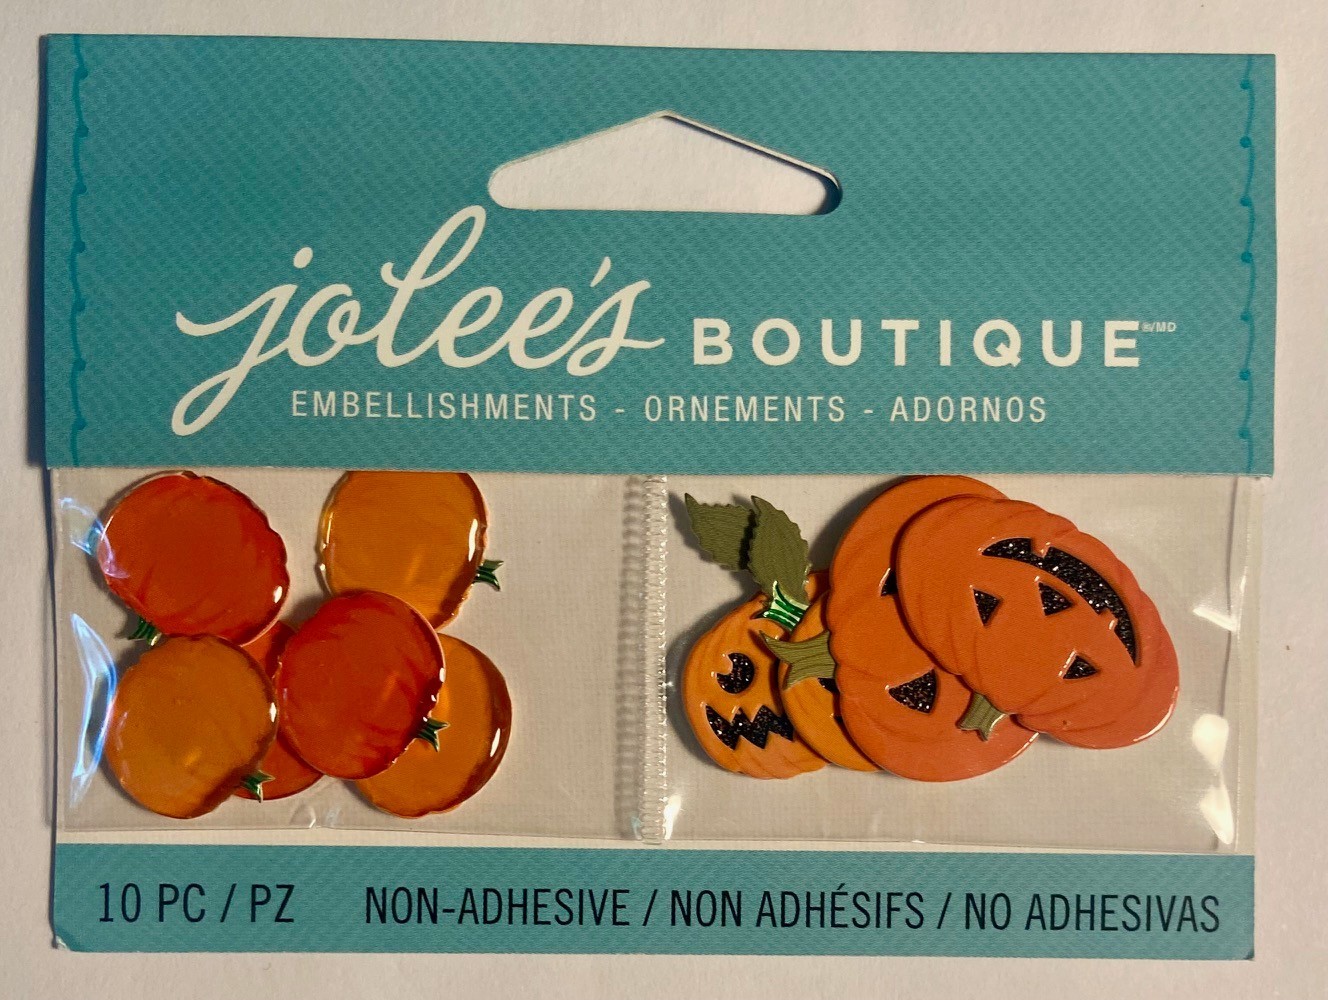 jolee's BOUTIQUE ®/MD
EMBELLISHMENTS - ORNEMENTS - ADORNOS
10 PC / PZ NON-ADHESIVE / NON ADHÉSIFS / NO ADHESIVAS